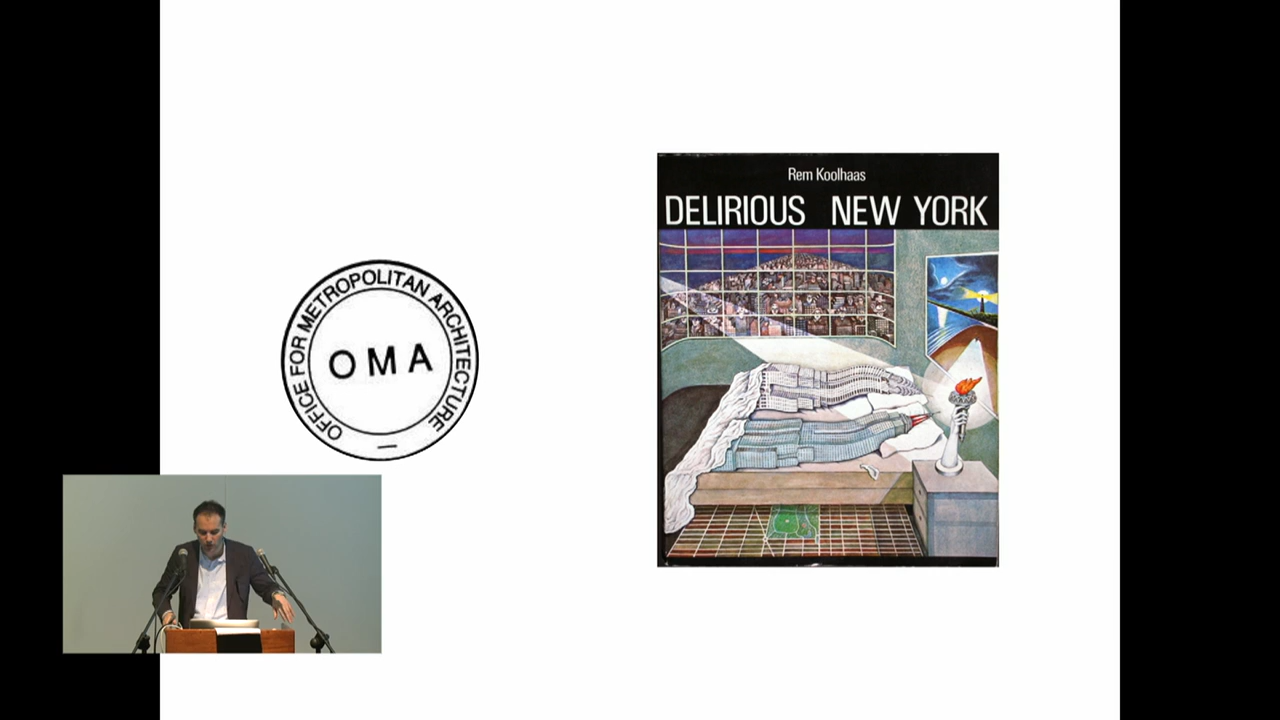 OFFICE FOR METROPOLITAN ARCHITECTURE
OMA
Rem Koolhaas
DELIRIOUS NEW YORK